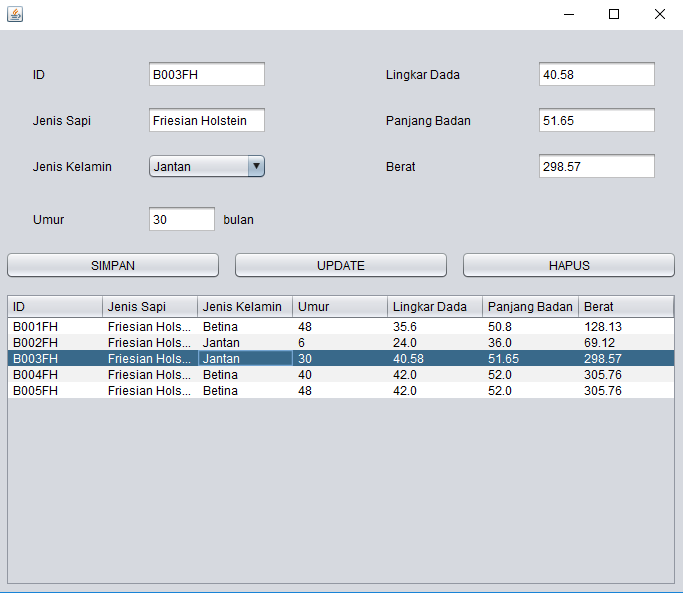 ID B003FH Lingkar Dada 40.58
Jenis Sapi Friesian Holstein Panjang Badan 51.65
Jenis Kelamin Jantan Berat 298.57
Umur 30 bulan
SIMPAN UPDATE HAPUS
ID Jenis Sapi Jenis Kelamin Umur Lingkar Dada Panjang Badan Berat
B001FH Friesian Hols... Betina 48 35.6 50.8 128.13
B002FH Friesian Hols... Jantan 6 24.0 36.0 69.12
B003FH Friesian Hols... Jantan 30 40.58 51.65 298.57
B004FH Friesian Hols... Betina 40 42.0 52.0 305.76
B005FH Friesian Hols... Betina 48 42.0 52.0 305.76